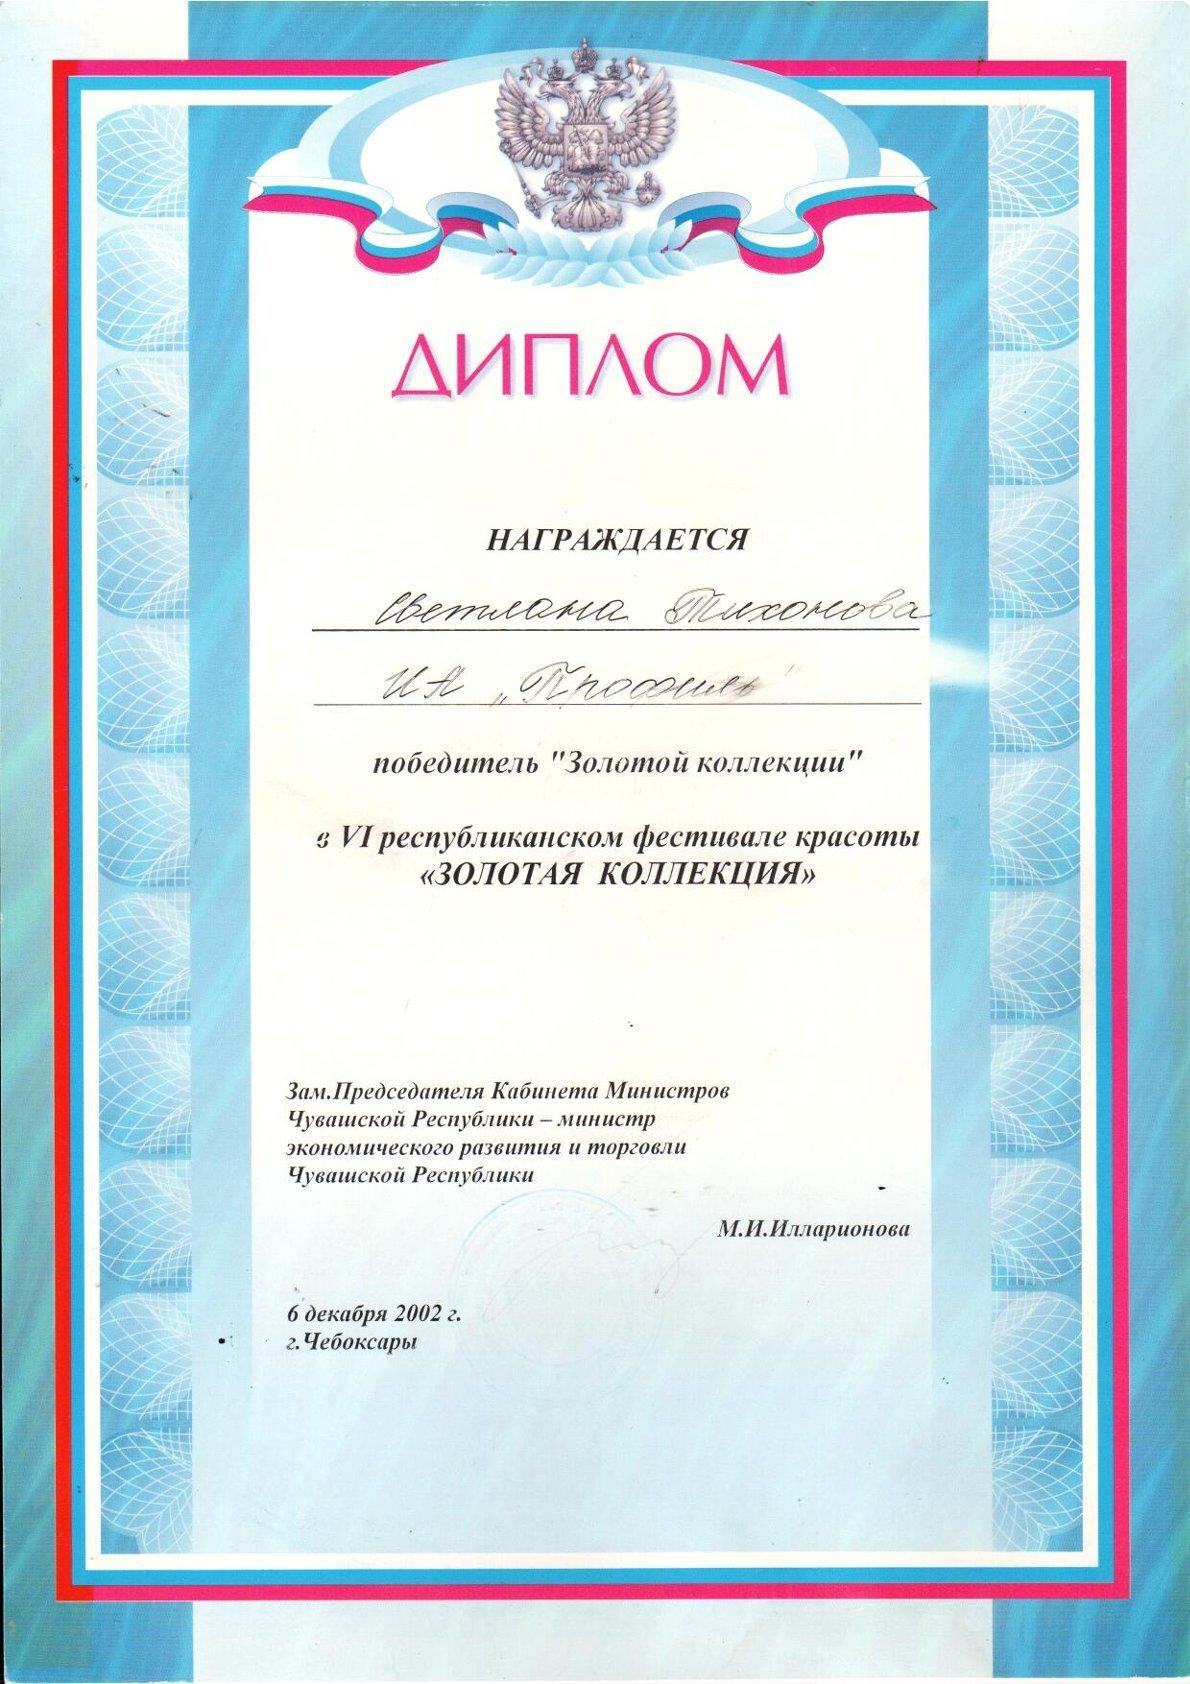 ДИПЛОМ
НАГРАЖДАЕТСЯ
Светлана Тихонова
ИА „Профиль"
победитель "Золотой коллекции"
в VI республиканском фестивале красоты
«ЗОЛОТАЯ КОЛЛЕКЦИЯ»
Зам.Председателя Кабинета Министров
Чувашской Республики – министр
экономического развития и торговли
Чувашской Республики
М.И.Илларионова
6 декабря 2002 г.
г.Чебоксары